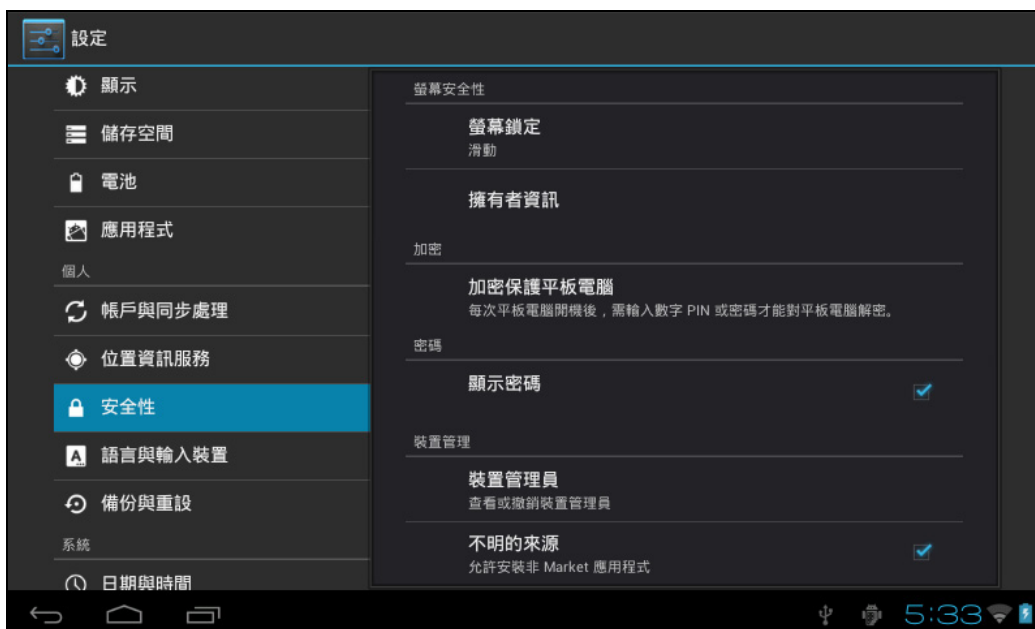 設定
顯示
儲存空間
電池
應用程式
個人
帳戶與同步處理
位置資訊服務
安全性
語言與輸入裝置
備份與重設
系統
日期與時間
螢幕安全性
螢幕鎖定
滑動
擁有者資訊
加密
加密保護平板電腦
每次平板電腦開機後，需輸入數字 PIN 或密碼才能對平板電腦解密。
密碼
顯示密碼
裝置管理
裝置管理員
查看或撤銷裝置管理員
不明的來源
允許安裝非 Market 應用程式
5:33